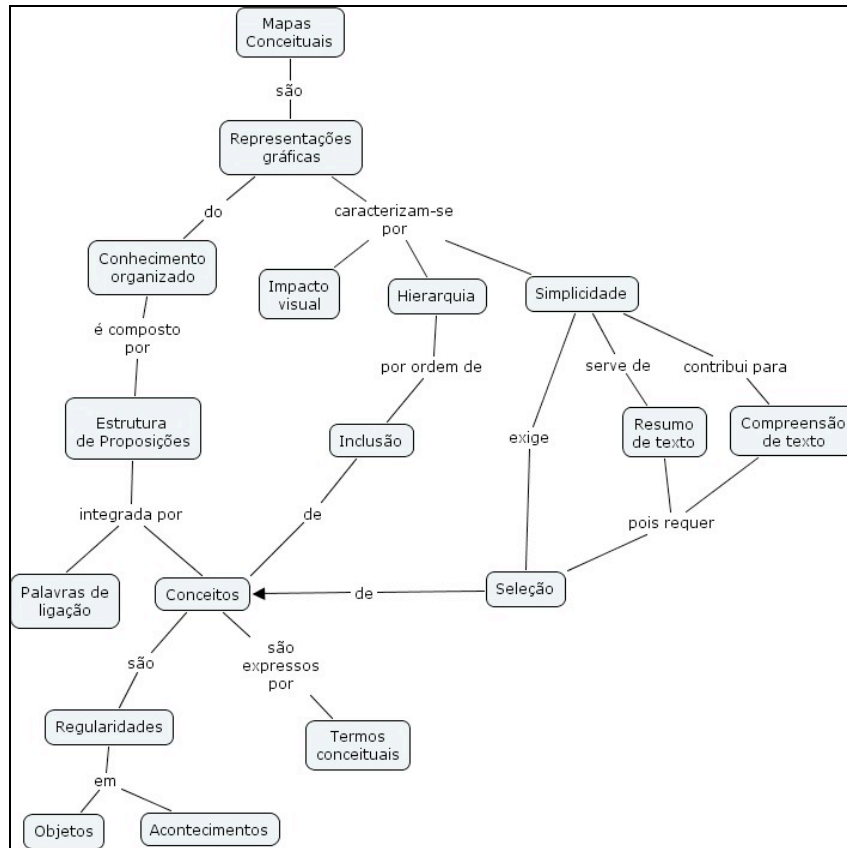 Mapas
Conceituais
são
Representações
gráficas
do
caracterizam-se
por
Conhecimento
organizado
Impacto
visual
Hierarquia
Simplicidade
é composto
por
por ordem de
serve de
contribui para
Estrutura
de Proposições
Inclusão
exige
Resumo
de texto
Compreensão
de texto
integrada por
de
pois requer
Palavras de
ligação
Conceitos
de
Seleção
são
são
expressos
por
Regularidades
Termos
conceituais
em
Objetos
Acontecimentos